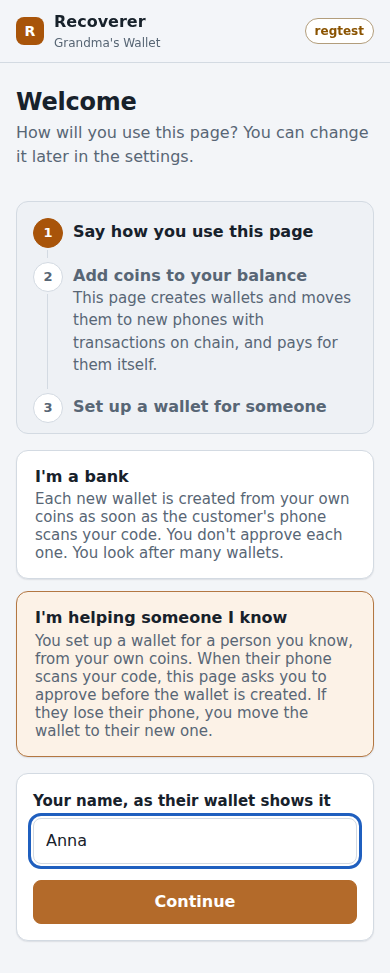 R
Recoverer
Grandma's Wallet
regtest
Welcome
How will you use this page? You can change
it later in the settings.
1
Say how you use this page
2
Add coins to your balance
This page creates wallets and moves
them to new phones with
transactions on chain, and pays for
them itself.
3
Set up a wallet for someone
I'm a bank
Each new wallet is created from your own
coins as soon as the customer's phone
scans your code. You don't approve each
one. You look after many wallets.
I'm helping someone I know
You set up a wallet for a person you know,
from your own coins. When their phone
scans your code, this page asks you to
approve before the wallet is created. If
they lose their phone, you move the
wallet to their new one.
Your name, as their wallet shows it
Anna
Continue